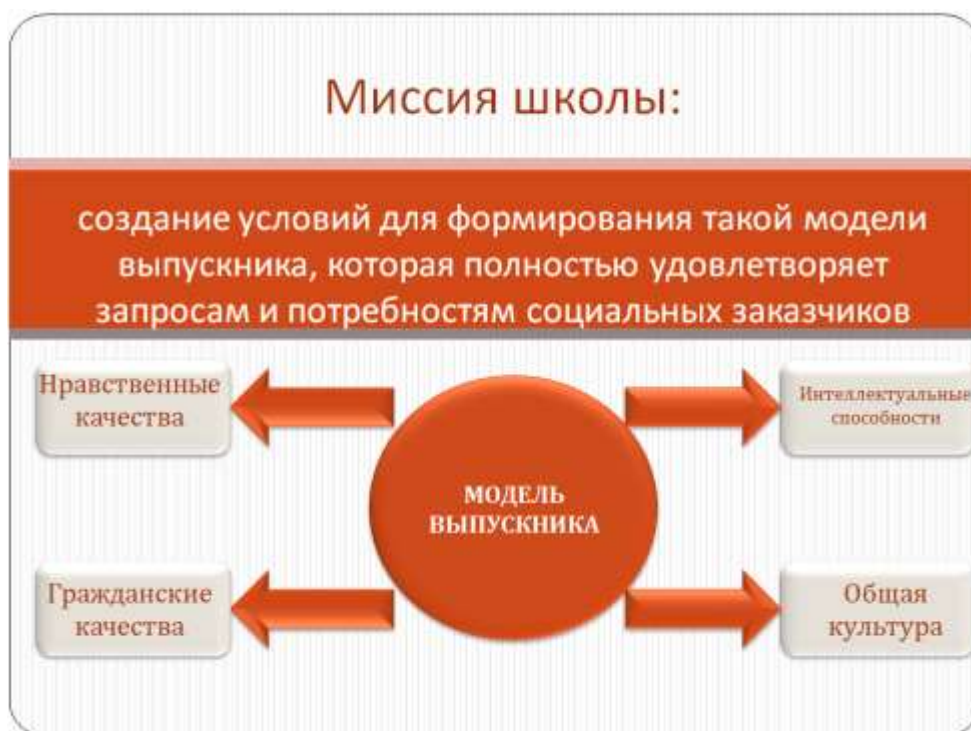 Миссия школы:
создание условий для формирования такой модели
выпускника, которая полностью удовлетворяет
запросам и потребностям социальных заказчиков
Нравственные
качества
Интеллектуальные
способности
МОДЕЛЬ
ВЫПУСКНИКА
Гражданские
качества
Общая
культура